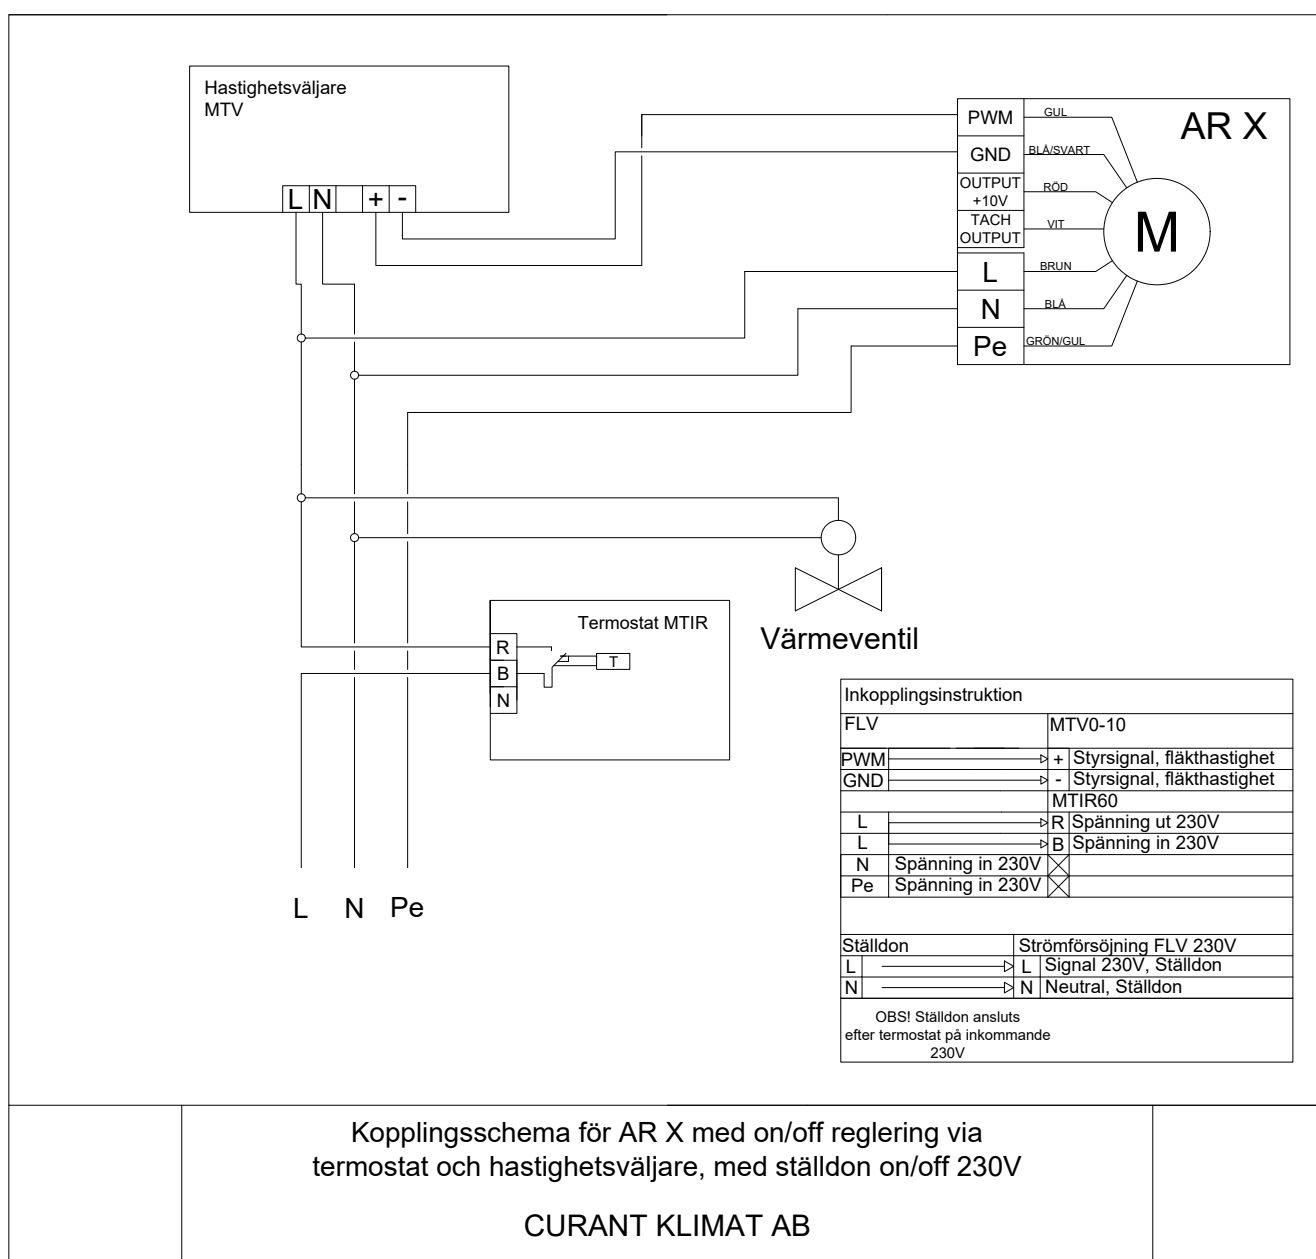 Hastighetsväljare
MTV
L N + -
AR X
PWM GUL
GND BLÅ/SVART
OUTPUT
+10V
RÖD
TACH
OUTPUT
VIT
M
L BRUN
N BLÅ
Pe GRÖN/GUL
Värmeventil
Termostat MTIR
R
B
N
T
L N Pe
Inkopplingsinstruktion
FLV MTV0-10
PWM + Styrsignal, fläkthastighet
GND - Styrsignal, fläkthastighet
MTIR60
L R Spänning ut 230V
L B Spänning in 230V
N Spänning in 230V
Pe Spänning in 230V
Ställdon Strömförsöjning FLV 230V
L L Signal 230V, Ställdon
N N Neutral, Ställdon
OBS! Ställdon ansluts
efter termostat på inkommande
230V
Kopplingsschema för AR X med on/off reglering via
termostat och hastighetsväljare, med ställdon on/off 230V
CURANT KLIMAT AB